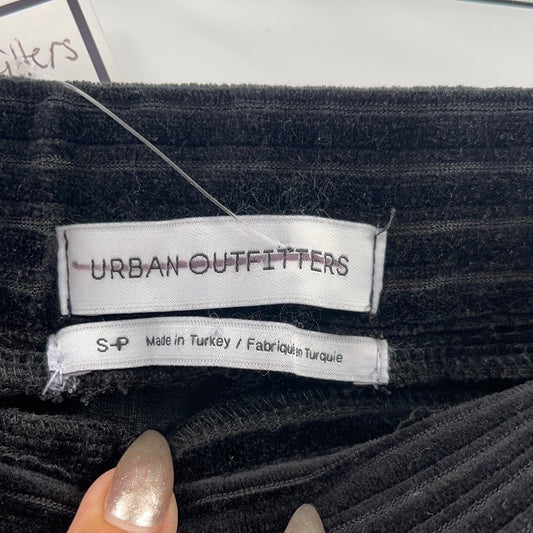 URBAN OUTFITTERS
S-P Made in Turkey / Fabriqué en Turquie